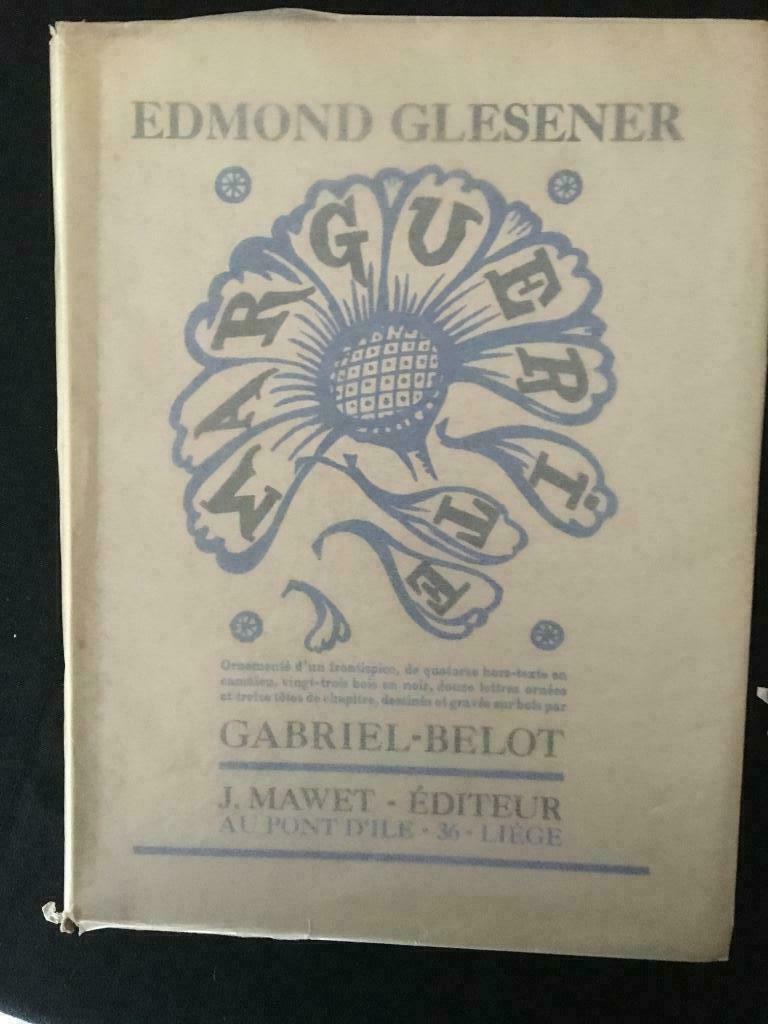 EDMOND GLESENER
MARGUERITE
Ornementé d'un frontispice, de quatorze hors-texte en
camaïeu, vingt-trois bois en noir, douze lettres ornées
et treize têtes de chapitre, dessinés et gravés sur bois par
GABRIEL-BELOT
J. MAWET - ÉDITEUR
AU PONT D'ILE - 36 - LIÉGE